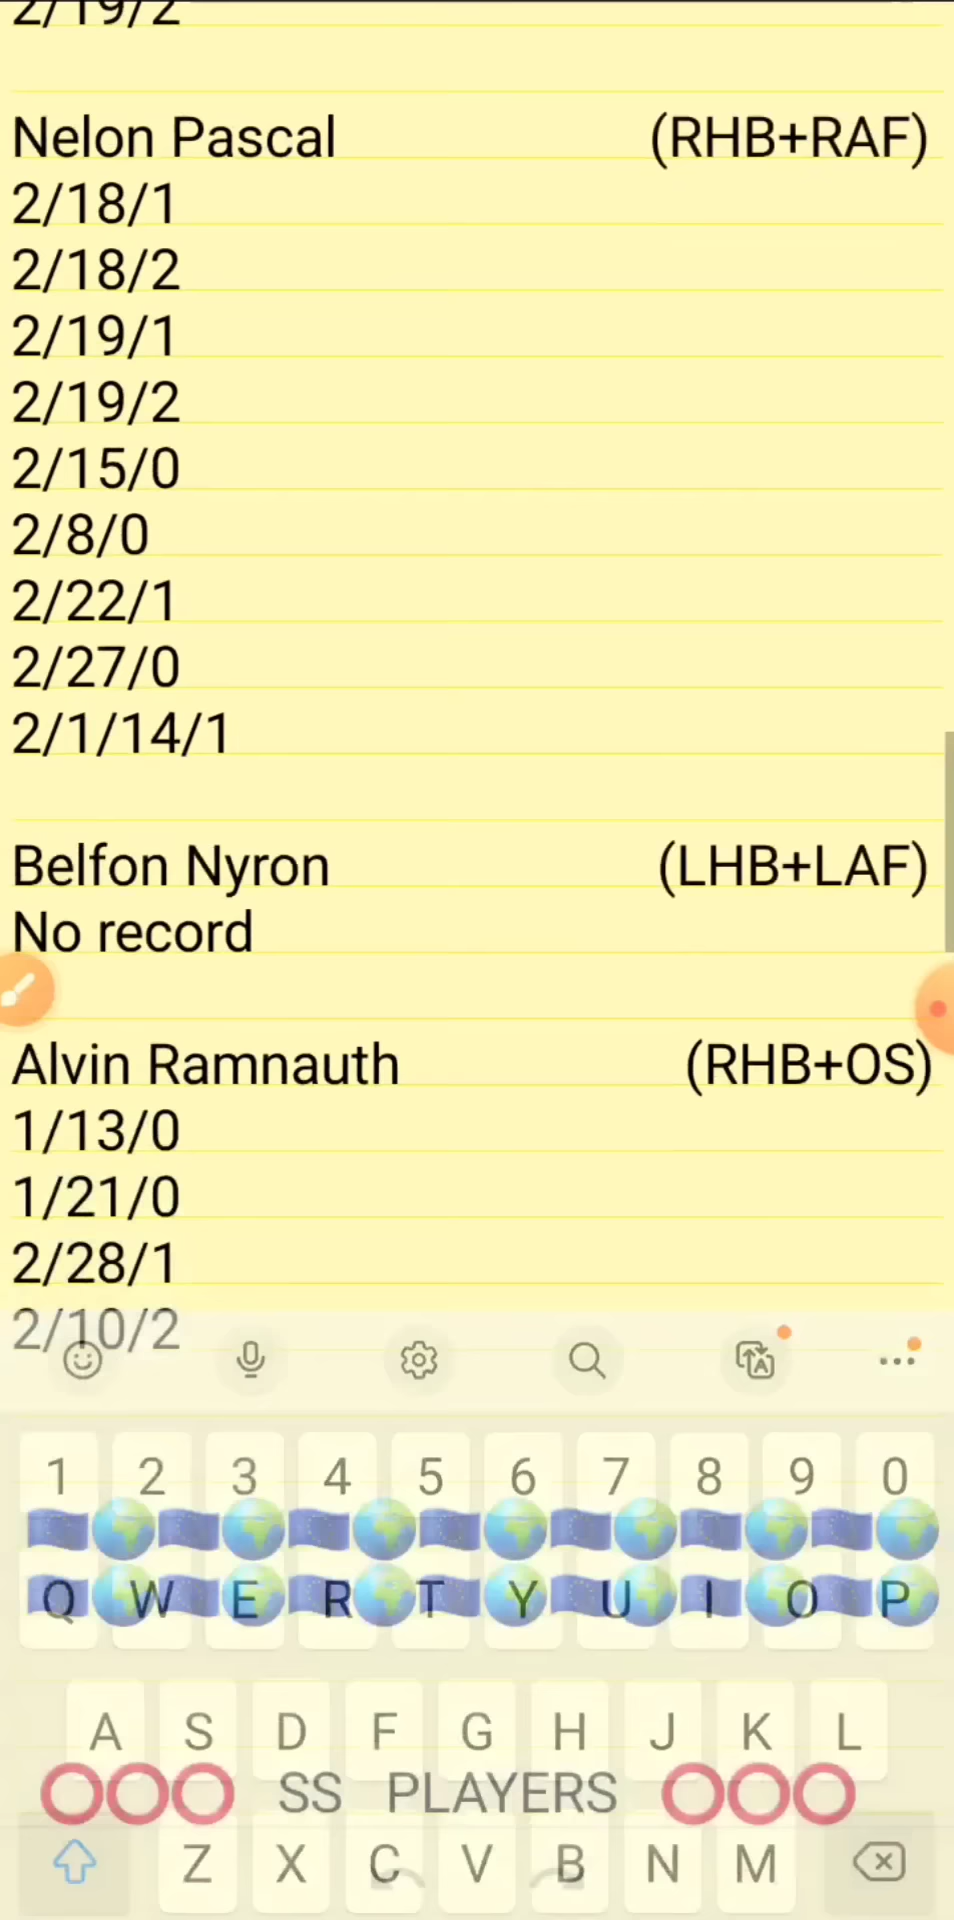 2/19/2
Nelon Pascal (RHB+RAF)
2/18/1
2/18/2
2/19/1
2/19/2
2/15/0
2/8/0
2/22/1
2/27/0
2/1/14/1
Belfon Nyron (LHB+LAF)
No record
Alvin Ramnauth (RHB+OS)
1/13/0
1/21/0
2/28/1
2/10/2
1 2 3 4 5 6 7 8 9 0
Q W E R T Y U I O P
A S D F G H J K L
SS PLAYERS
Z X C V B N M